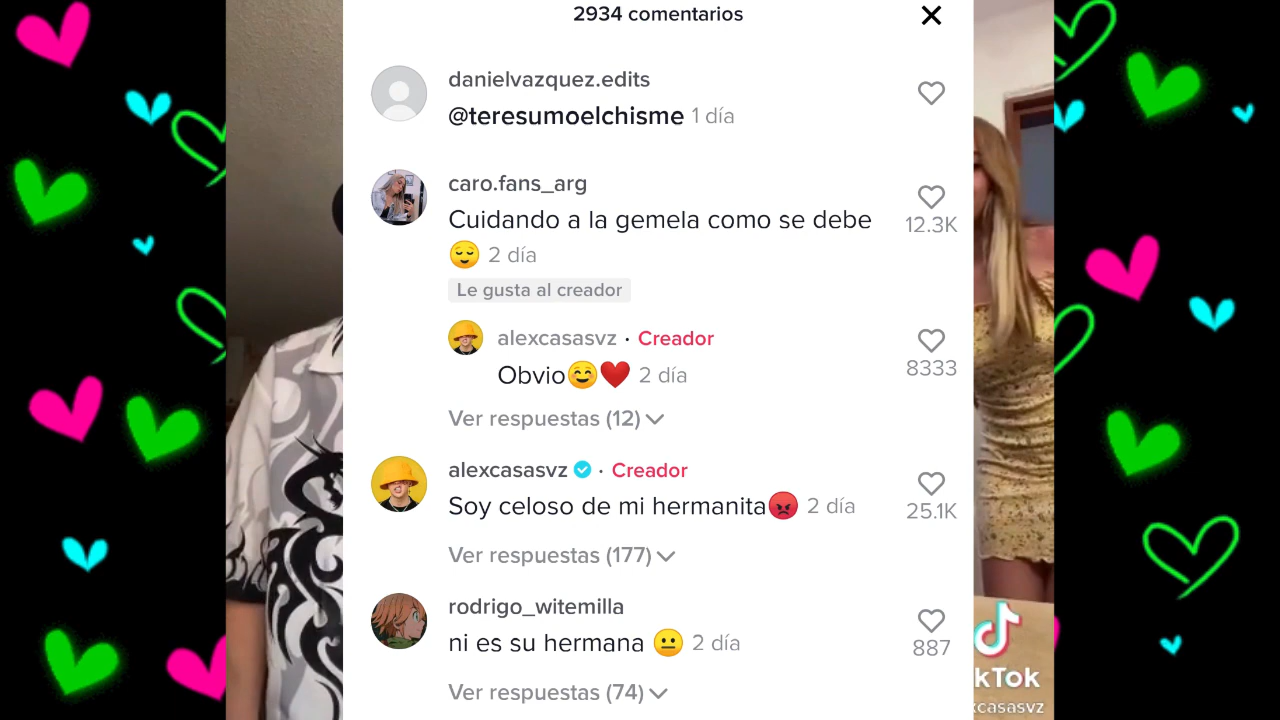 2934 comentarios
danielvazquez.edits
@teresumoelchisme 1 día
caro.fans_arg
Cuidando a la gemela como se debe
😌 2 día
12.3K
Le gusta al creador
alexcasasvz · Creador
Obvio☺️❤️ 2 día
8333
Ver respuestas (12)
alexcasasvz · Creador
Soy celoso de mi hermanita😡 2 día
25.1K
Ver respuestas (177)
rodrigo_witemilla
ni es su hermana 😐 2 día
887
Ver respuestas (74)
kTok
casasvz